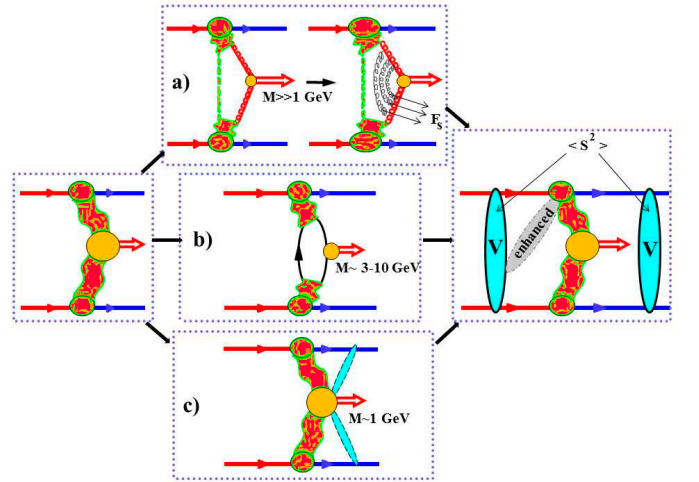 a)
M>>1 GeV
F_s
b)
M~ 3-10 GeV
c)
M~1 GeV
< S² >
V
enhanced
V